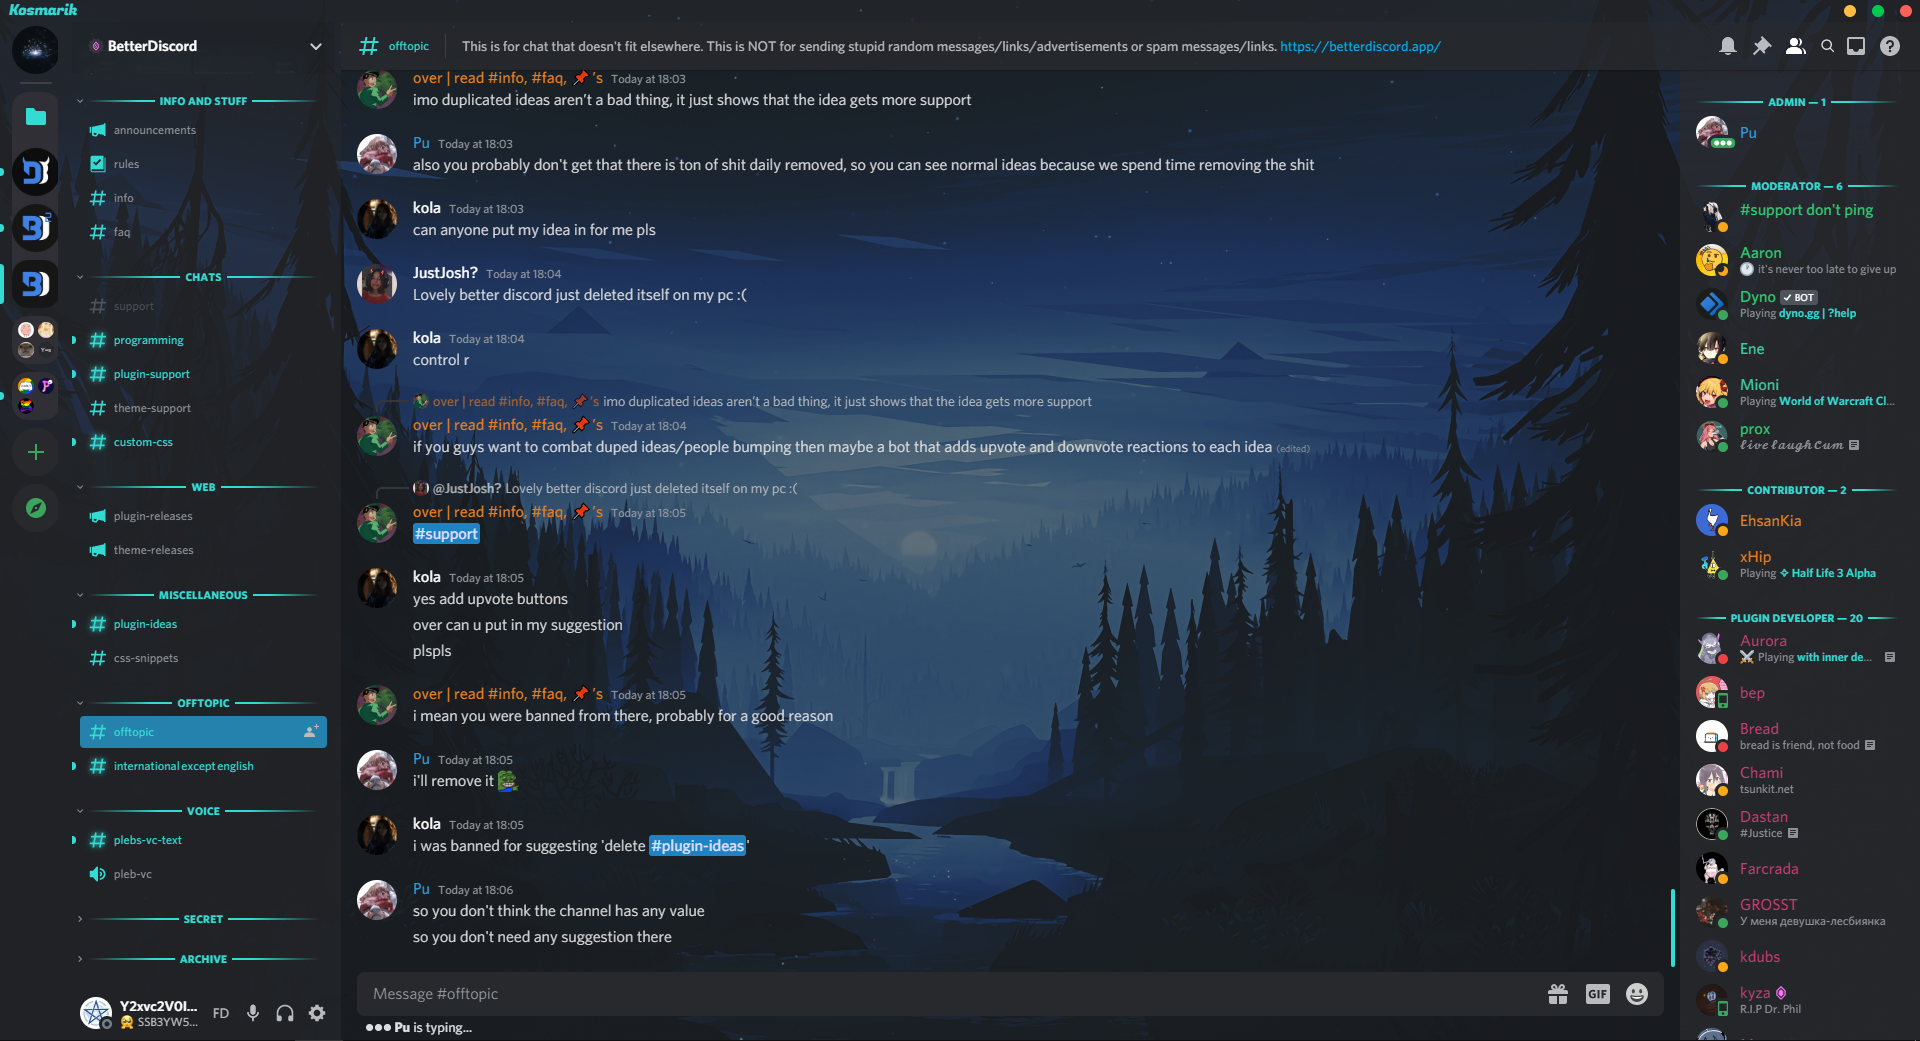 Kosmarik
BetterDiscord
INFO AND STUFF
announcements
rules
info
faq
CHATS
support
programming
plugin-support
theme-support
custom-css
WEB
plugin-releases
theme-releases
MISCELLANEOUS
plugin-ideas
css-snippets
OFFTOPIC
offtopic
international except english
VOICE
plebs-vc-text
pleb-vc
SECRET
ARCHIVE
Y2xvc2V0I...
SSB3YW5...
FD
offtopic
This is for chat that doesn't fit elsewhere. This is NOT for sending stupid random messages/links/advertisements or spam messages/links. https://betterdiscord.app/
over | read #info, #faq, 📌's Today at 18:03
imo duplicated ideas aren't a bad thing, it just shows that the idea gets more support
Pu Today at 18:03
also you probably don't get that there is ton of shit daily removed, so you can see normal ideas because we spend time removing the shit
kola Today at 18:03
can anyone put my idea in for me pls
JustJosh? Today at 18:04
Lovely better discord just deleted itself on my pc :(
kola Today at 18:04
control r
over | read #info, #faq, 📌's imo duplicated ideas aren't a bad thing, it just shows that the idea gets more support
over | read #info, #faq, 📌's Today at 18:04
if you guys want to combat duped ideas/people bumping then maybe a bot that adds upvote and downvote reactions to each idea (edited)
@JustJosh? Lovely better discord just deleted itself on my pc :(
over | read #info, #faq, 📌's Today at 18:05
#support
kola Today at 18:05
yes add upvote buttons
over can u put in my suggestion
plspls
over | read #info, #faq, 📌's Today at 18:05
i mean you were banned from there, probably for a good reason
Pu Today at 18:05
i'll remove it
kola Today at 18:05
i was banned for suggesting 'delete #plugin-ideas'
Pu Today at 18:06
so you don't think the channel has any value
so you don't need any suggestion there
Message #offtopic
GIF
Pu is typing...
ADMIN — 1
Pu
MODERATOR — 6
#support don't ping
Aaron
it's never too late to give up
Dyno ✓ BOT
Playing dyno.gg | ?help
Ene
Mioni
Playing World of Warcraft Cl...
prox
𝓵𝓲𝓿𝓮 𝓵𝓪𝓾𝓰𝓱 𝓒𝓾𝓶
CONTRIBUTOR — 2
EhsanKia
xHip
Playing ✧ Half Life 3 Alpha
PLUGIN DEVELOPER — 20
Aurora
⚔️ Playing with inner de...
bep
Bread
bread is friend, not food
Chami
tsunkit.net
Dastan
#Justice
Farcrada
GROSST
У меня девушка-лесбиянка
kdubs
kyza
R.I.P Dr. Phil